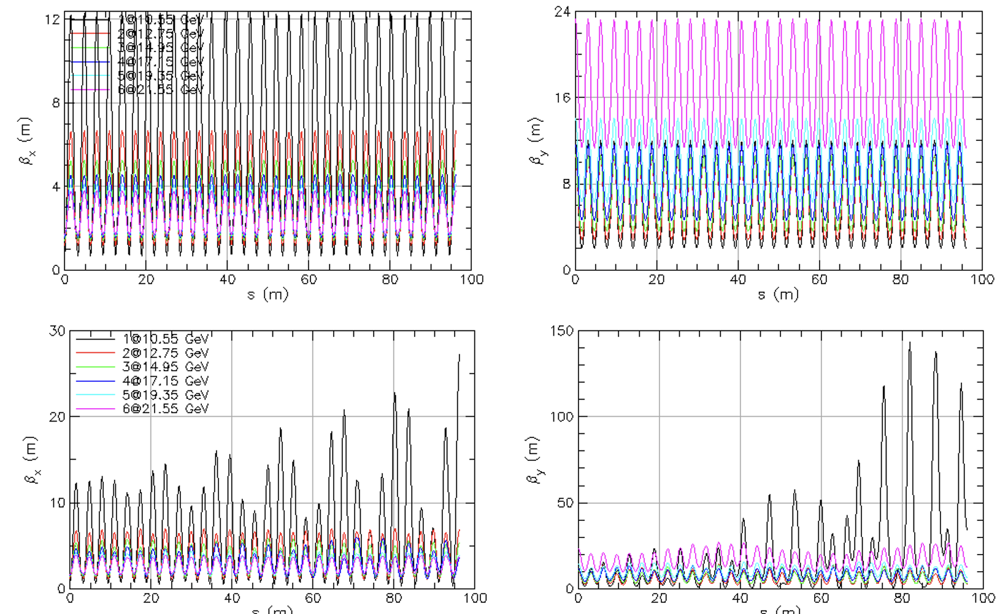 12
8
4
0
βx (m)
1@10.55 GeV
2@12.75 GeV
3@14.95 GeV
4@17.15 GeV
5@19.35 GeV
6@21.55 GeV
0 20 40 60 80 100
s (m)
24
16
8
0
βy (m)
0 20 40 60 80 100
s (m)
30
20
10
0
βx (m)
1@10.55 GeV
2@12.75 GeV
3@14.95 GeV
4@17.15 GeV
5@19.35 GeV
6@21.55 GeV
0 20 40 60 80 100
s (m)
150
100
50
0
βy (m)
0 20 40 60 80 100
s (m)